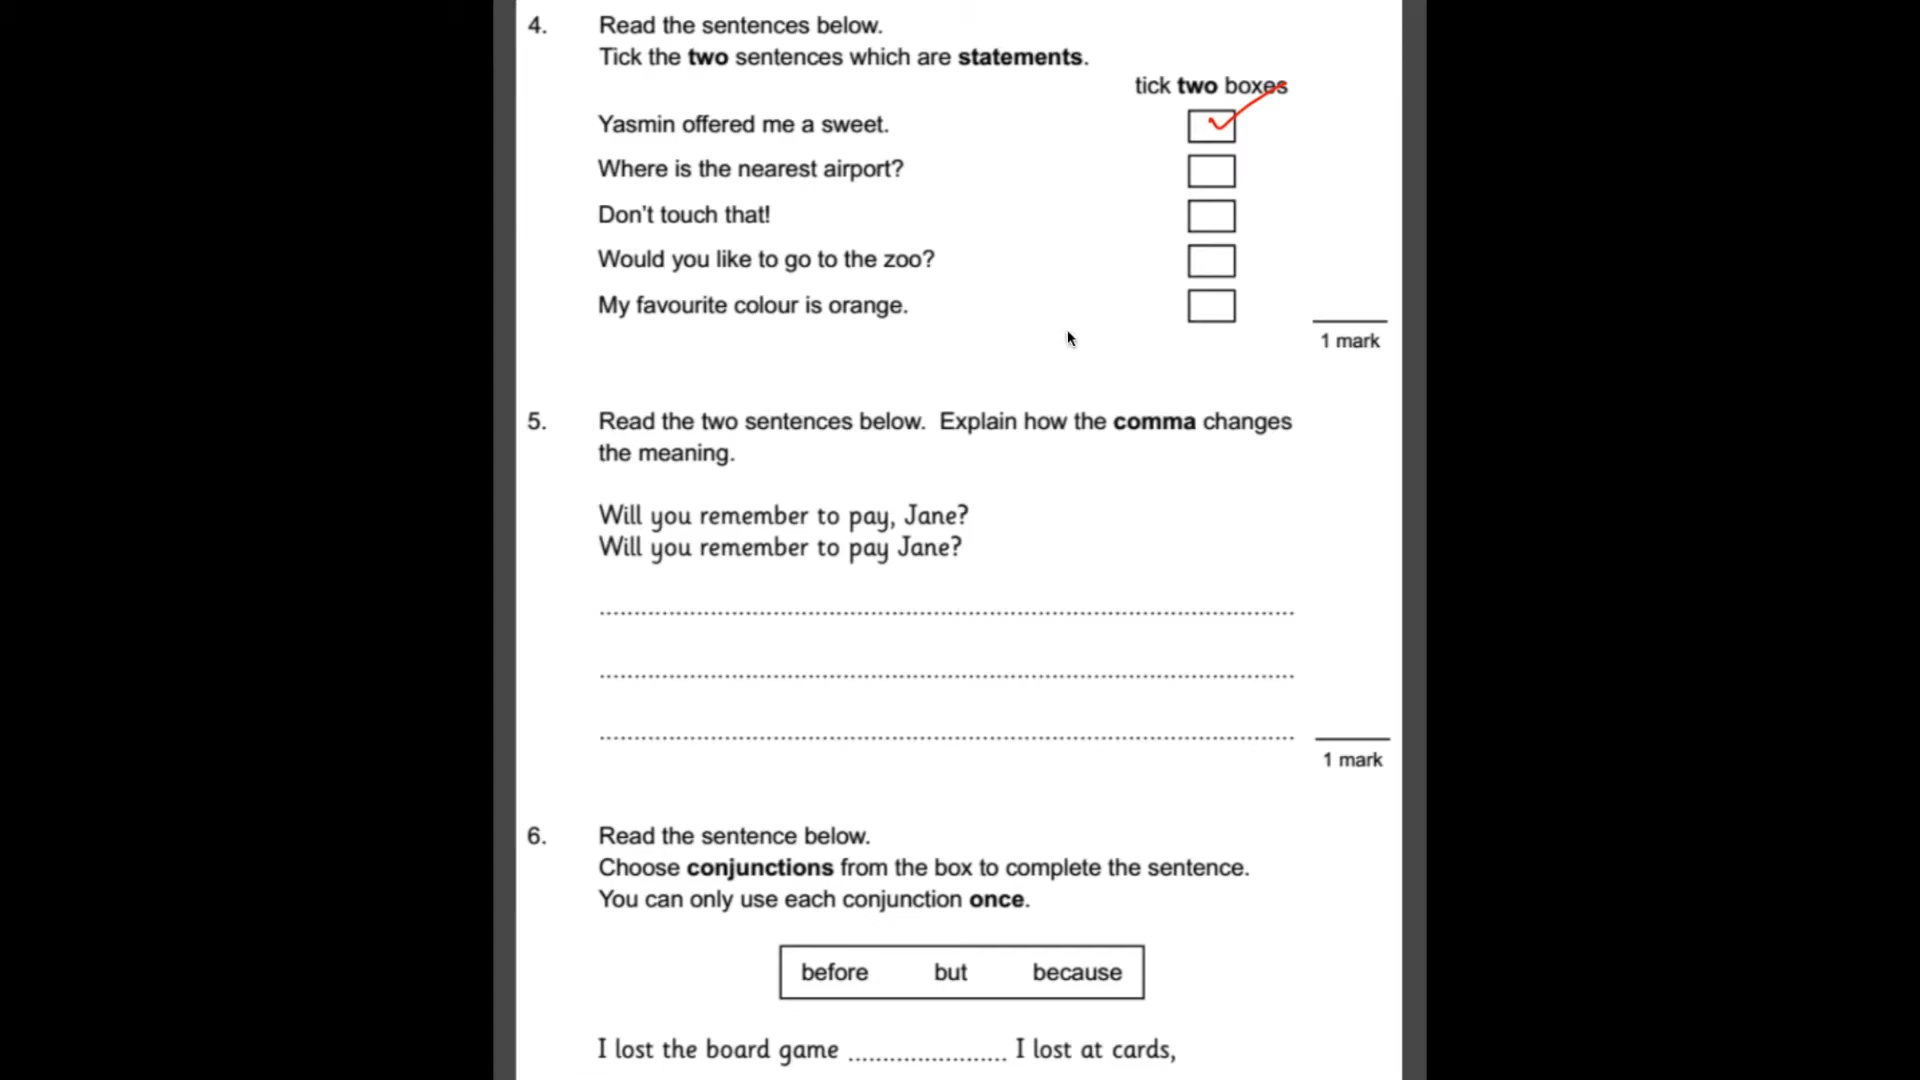 4. Read the sentences below.
Tick the two sentences which are statements.
tick two boxes
Yasmin offered me a sweet.
Where is the nearest airport?
Don't touch that!
Would you like to go to the zoo?
My favourite colour is orange.
1 mark
5. Read the two sentences below. Explain how the comma changes
the meaning.
Will you remember to pay, Jane?
Will you remember to pay Jane?
1 mark
6. Read the sentence below.
Choose conjunctions from the box to complete the sentence.
You can only use each conjunction once.
before but because
I lost the board game ....................... I lost at cards,